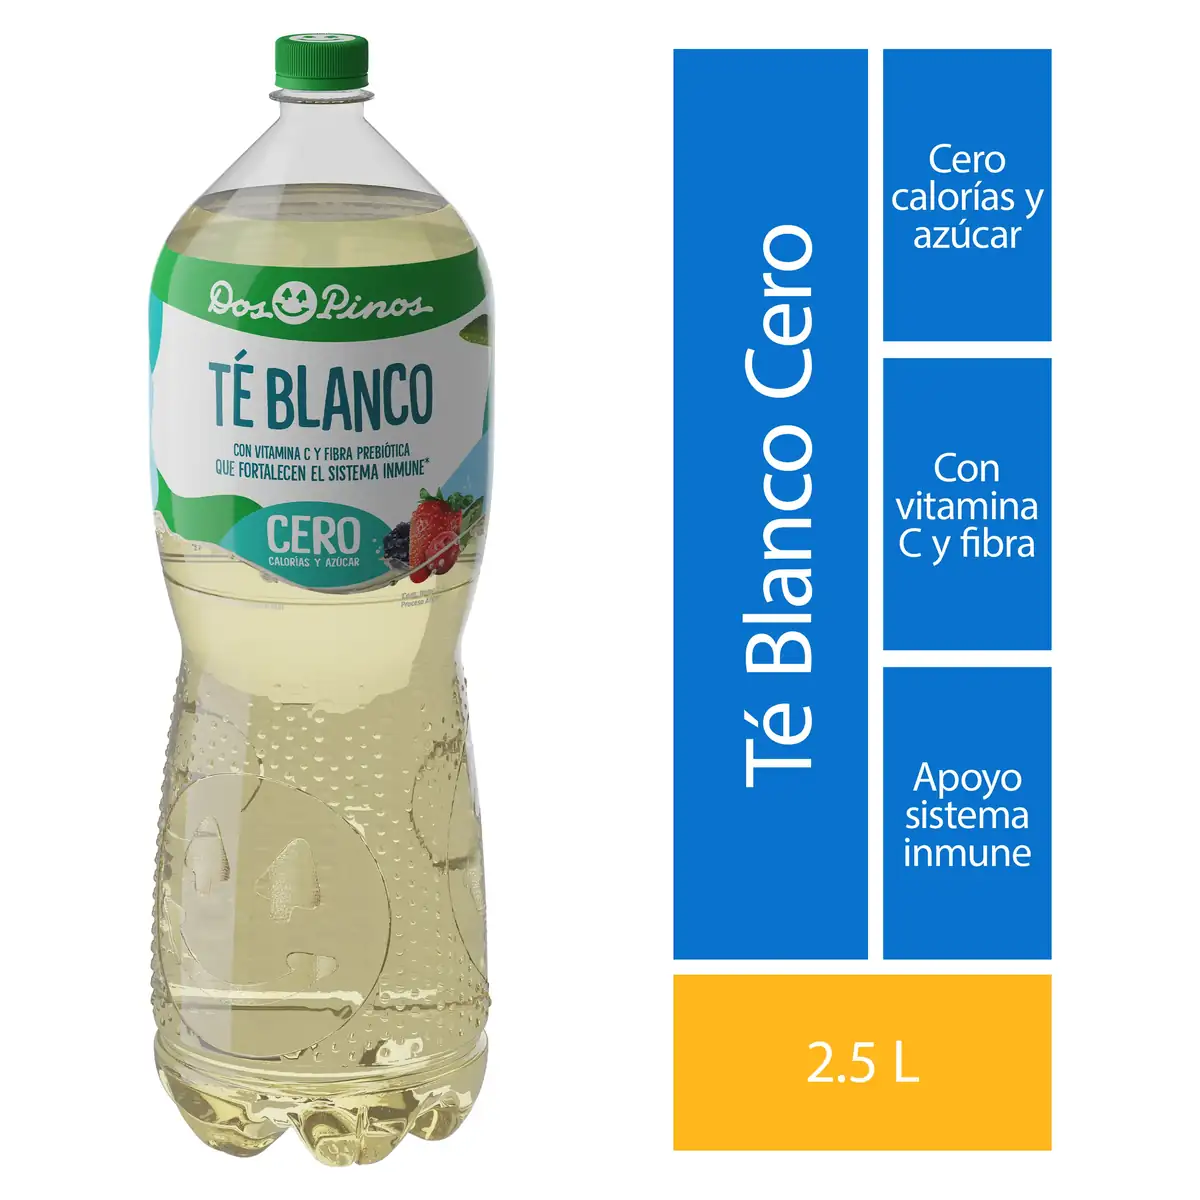 Dos Pinos
TÉ BLANCO
CON VITAMINA C Y FIBRA PREBIÓTICA
QUE FORTALECEN EL SISTEMA INMUNE*
CERO
CALORÍAS Y AZÚCAR
Té Blanco Cero
Cero
calorías y
azúcar
Con
vitamina
C y fibra
Apoyo
sistema
inmune
2.5 L